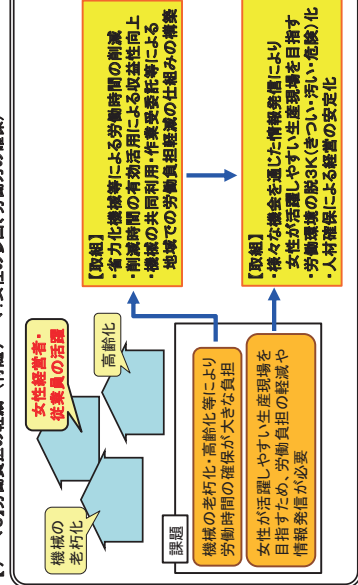 機械の
老朽化
女性経営者・
従業員の活躍
高齢化
課題
機械の老朽化・高齢化等により
労働時間の確保が大きな負担
女性が活躍しやすい生産現場を
目指すため、労働負担の軽減や
情報発信が必要
【取組】
・省力化機械等による労働時間の削減
・削減時間の有効活用による収益性向上
・機械の共同利用・作業受委託等による
地域での労働負担軽減の仕組みの構築
【取組】
・様々な機会を通じた情報発信により
女性が活躍しやすい生産現場を目指す
・労働環境の脱3K(きつい・汚い・危険)化
・人材確保による経営の安定化